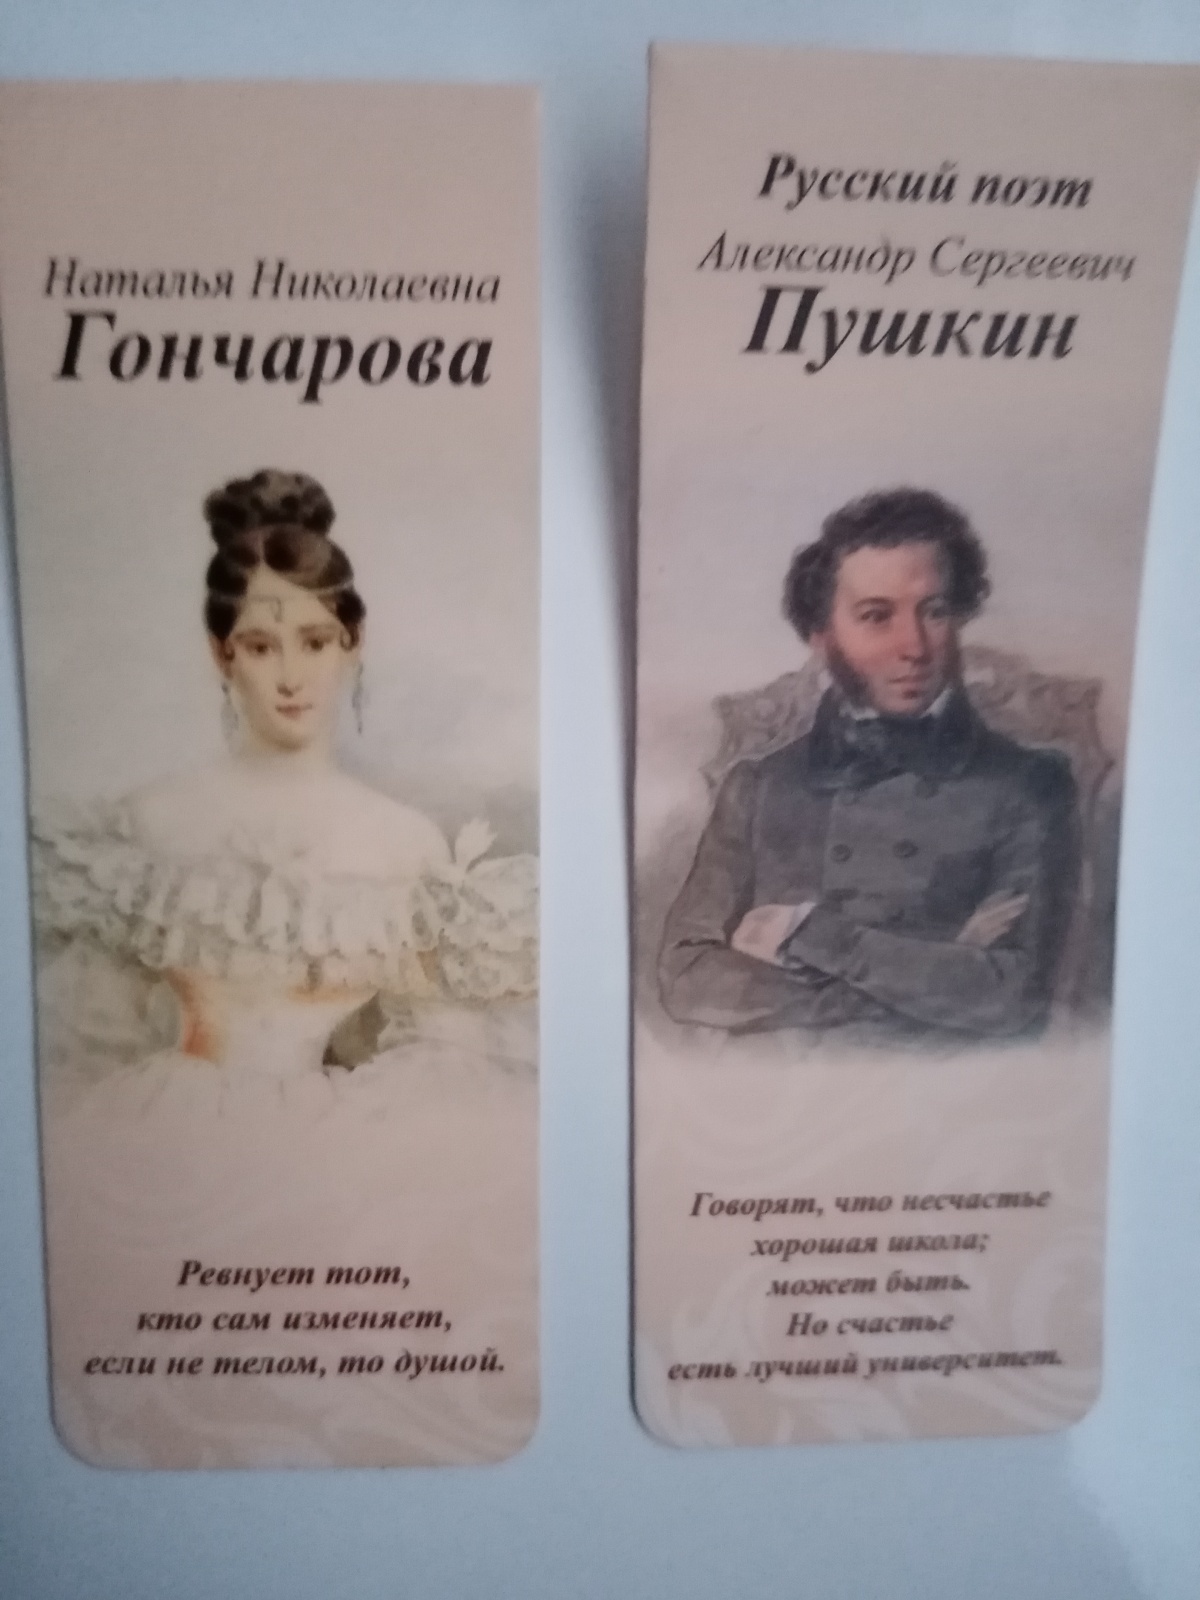 Наталья Николаевна
Гончарова
Ревнует тот,
кто сам изменяет,
если не телом, то душой.
Русский поэт
Александр Сергеевич
Пушкин
Говорят, что несчастье
хорошая школа;
может быть.
Но счастье
есть лучший университет.